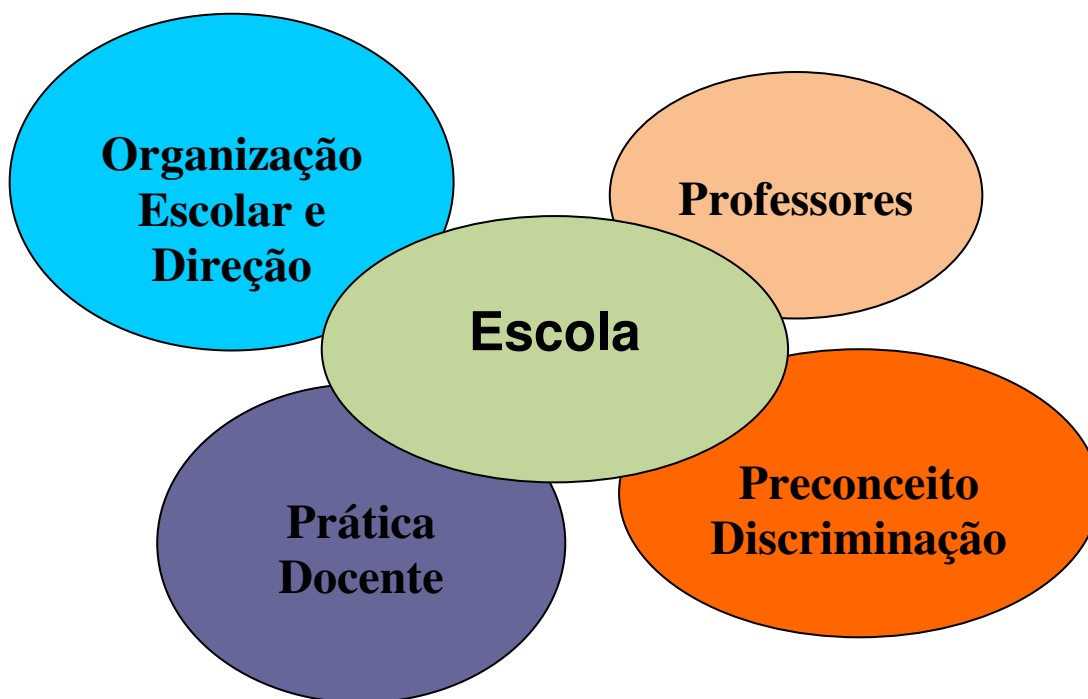 Organização
Escolar e
Direção
Professores
Escola
Prática
Docente
Preconceito
Discriminação